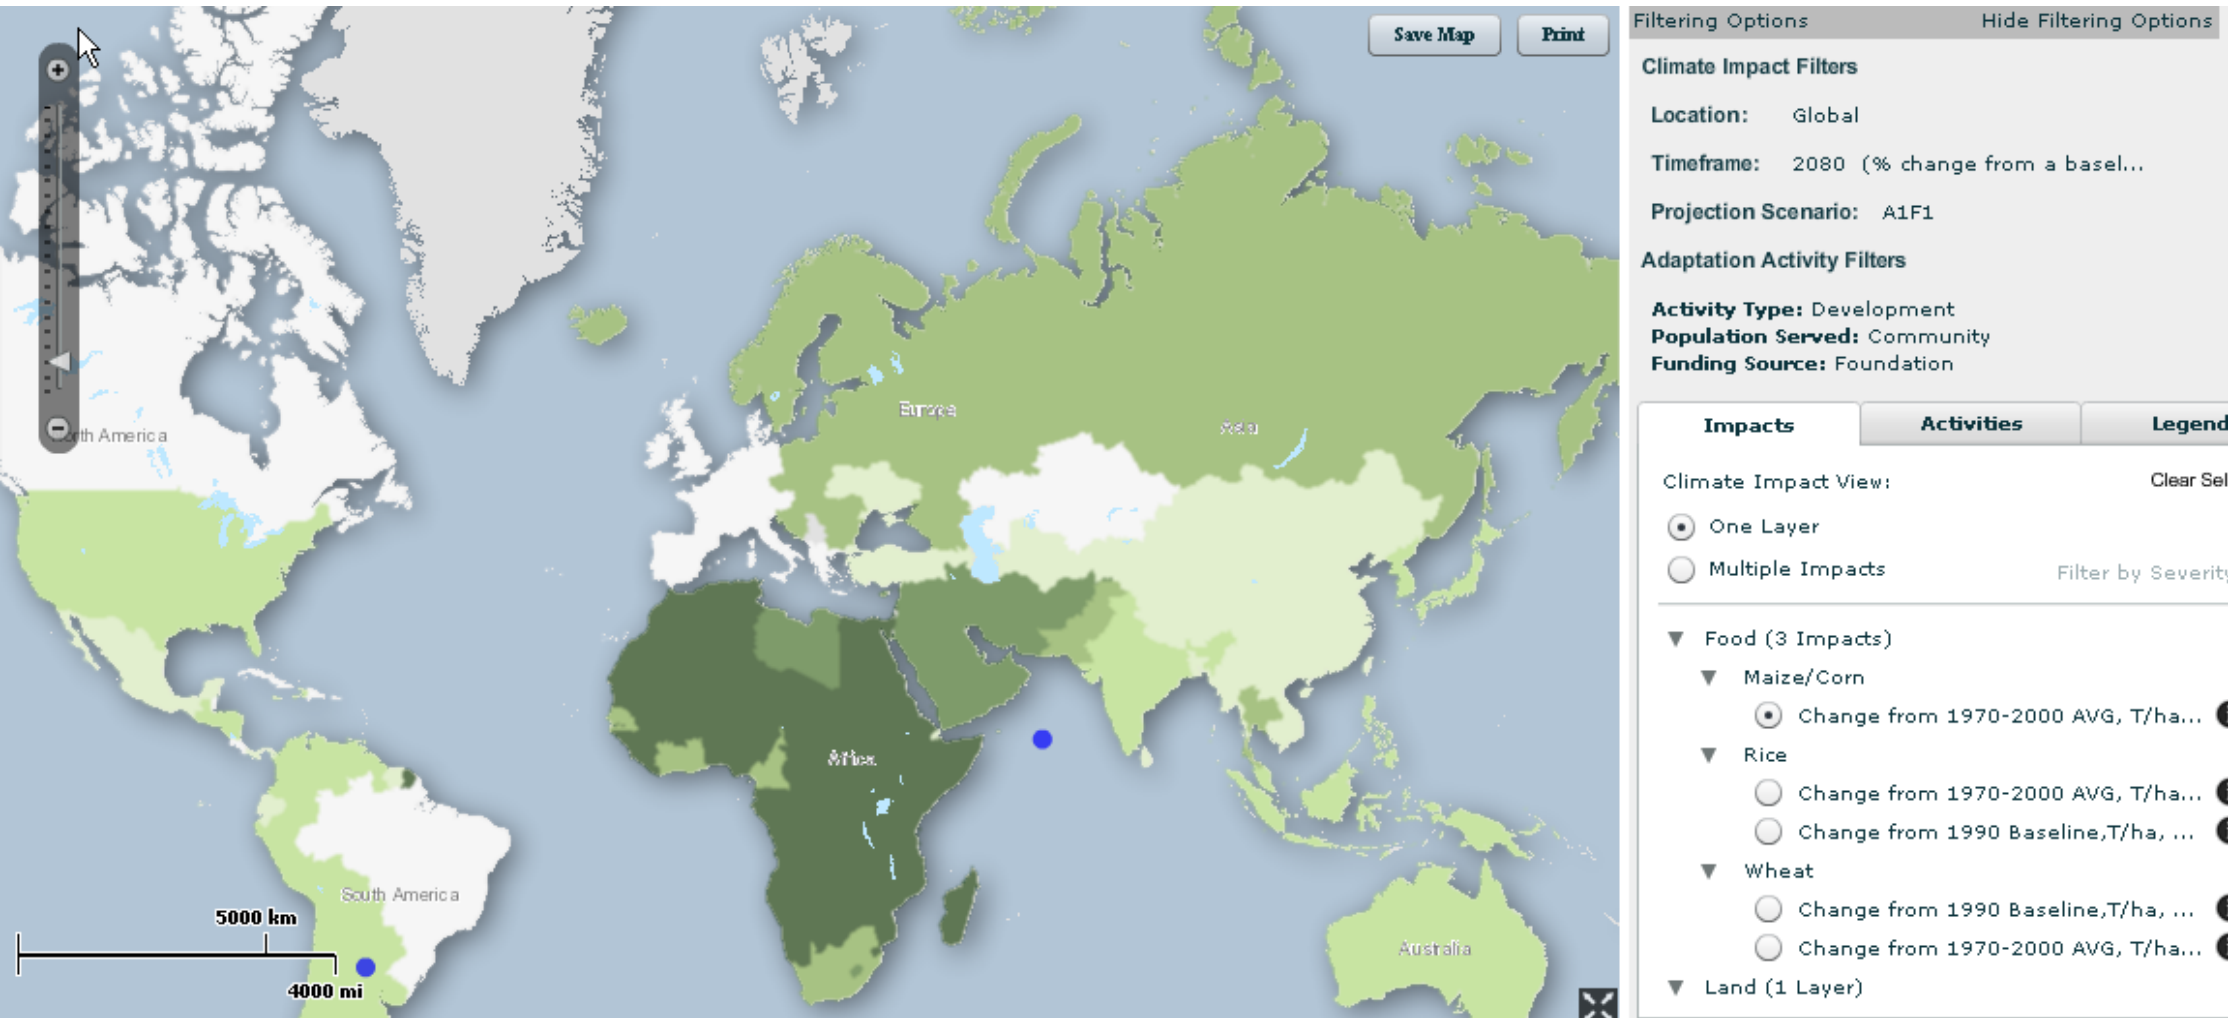 Save Map
Print
North America
Europe
Asia
Africa
South America
Australia
5000 km
4000 mi
Filtering Options
Hide Filtering Options
Climate Impact Filters
Location: Global
Timeframe: 2080 (% change from a basel...
Projection Scenario: A1F1
Adaptation Activity Filters
Activity Type: Development
Population Served: Community
Funding Source: Foundation
Impacts
Activities
Legend
Climate Impact View:
Clear Sel
One Layer
Multiple Impacts
Filter by Severity
Food (3 Impacts)
Maize/Corn
Change from 1970-2000 AVG, T/ha...
Rice
Change from 1970-2000 AVG, T/ha...
Change from 1990 Baseline,T/ha, ...
Wheat
Change from 1990 Baseline,T/ha, ...
Change from 1970-2000 AVG, T/ha...
Land (1 Layer)